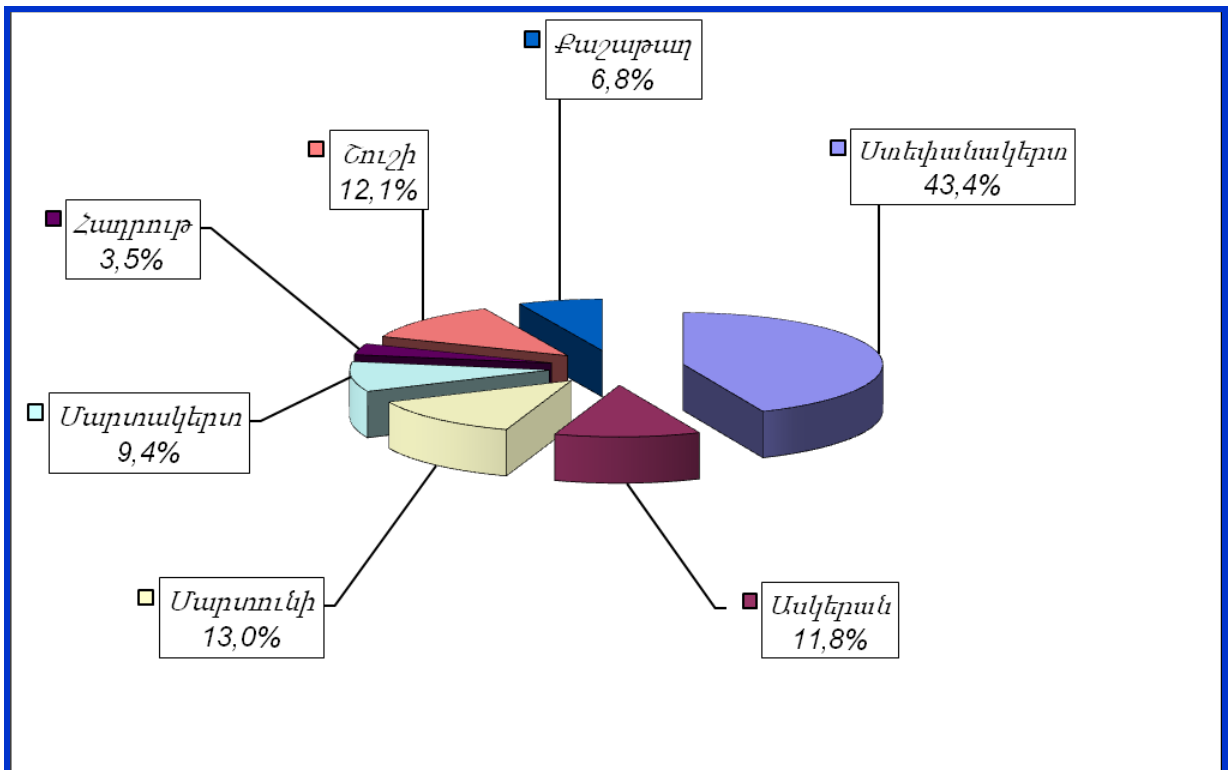 Քաշաթաղ
6,8%
Ստեփանակերտ
43,4%
Շուշի
12,1%
Հադրութ
3,5%
Մարտակերտ
9,4%
Մարտունի
13,0%
Ասկերան
11,8%